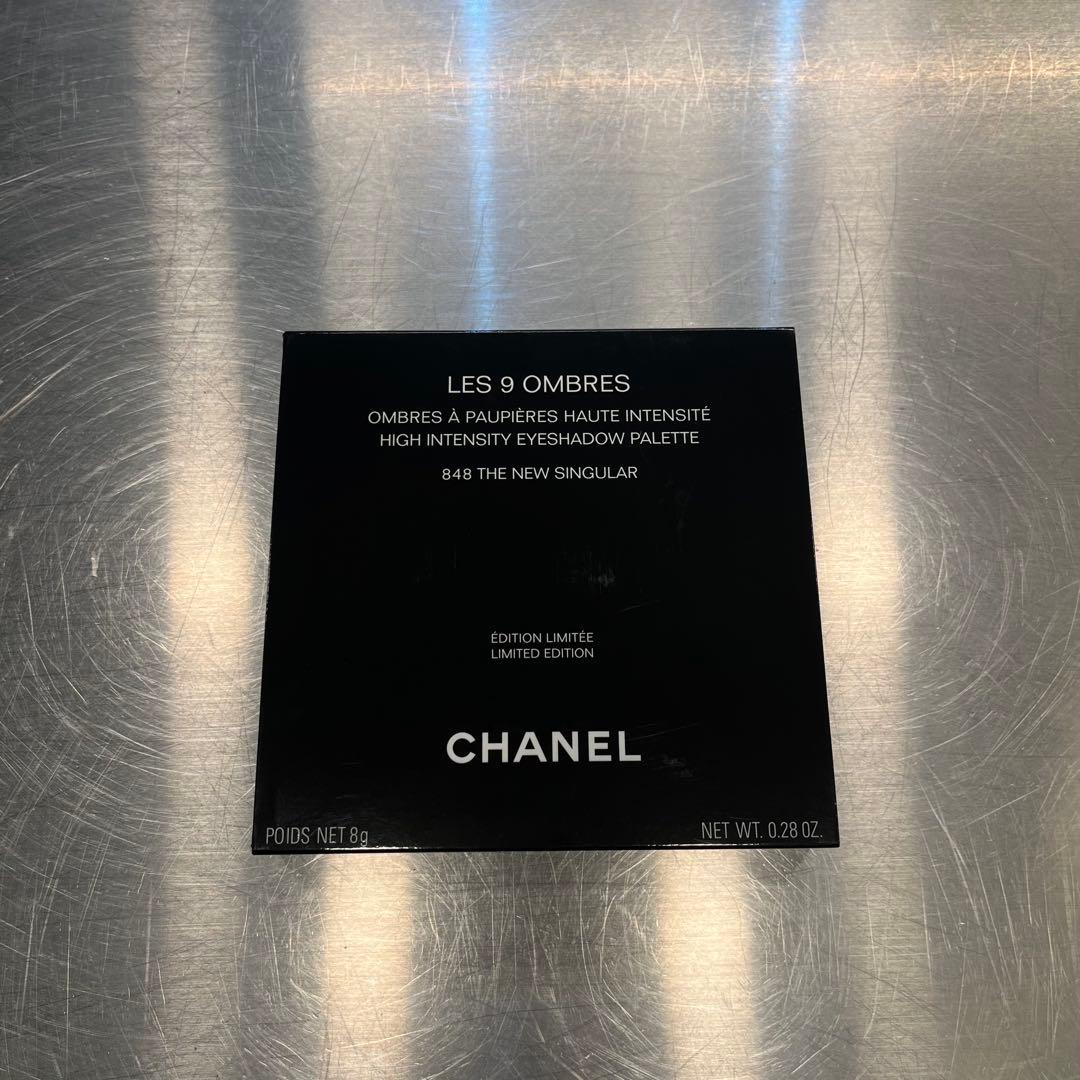 LES 9 OMBRES
OMBRES À PAUPIÈRES HAUTE INTENSITÉ
HIGH INTENSITY EYESHADOW PALETTE
848 THE NEW SINGULAR
ÉDITION LIMITÉE
LIMITED EDITION
CHANEL
POIDS NET 8g
NET WT. 0.28 OZ.